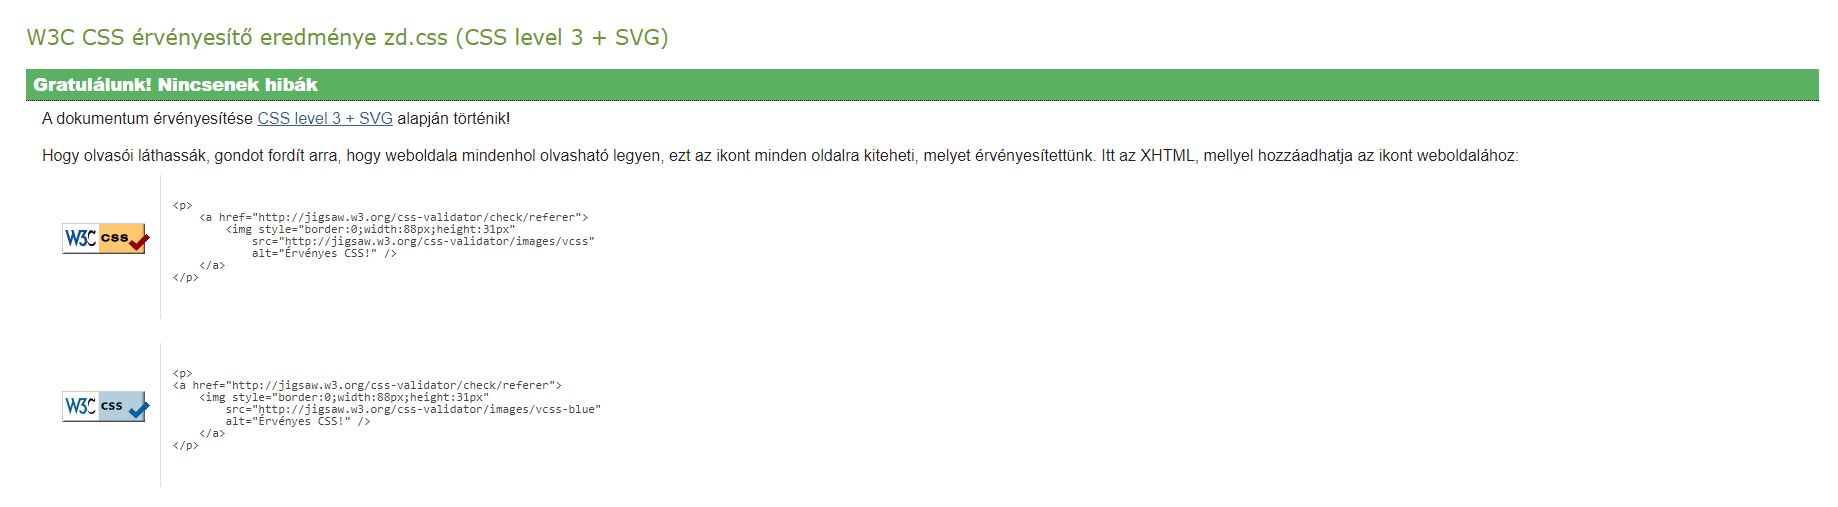 W3C CSS érvényesítő eredménye zd.css (CSS level 3 + SVG)
Gratulálunk! Nincsenek hibák
A dokumentum érvényesítése CSS level 3 + SVG alapján történik!
Hogy olvasói láthassák, gondot fordít arra, hogy weboldala mindenhol olvasható legyen, ezt az ikont minden oldalra kiteheti, melyet érvényesítettünk. Itt az XHTML, mellyel hozzáadhatja az ikont weboldalához:
W3C css
<p>
<a href="http://jigsaw.w3.org/css-validator/check/referer">
<img style="border:0;width:88px;height:31px"
src="http://jigsaw.w3.org/css-validator/images/vcss"
alt="Érvényes CSS!" />
</a>
</p>
W3C css
<p>
<a href="http://jigsaw.w3.org/css-validator/check/referer">
<img style="border:0;width:88px;height:31px"
src="http://jigsaw.w3.org/css-validator/images/vcss-blue"
alt="Érvényes CSS!" />
</a>
</p>